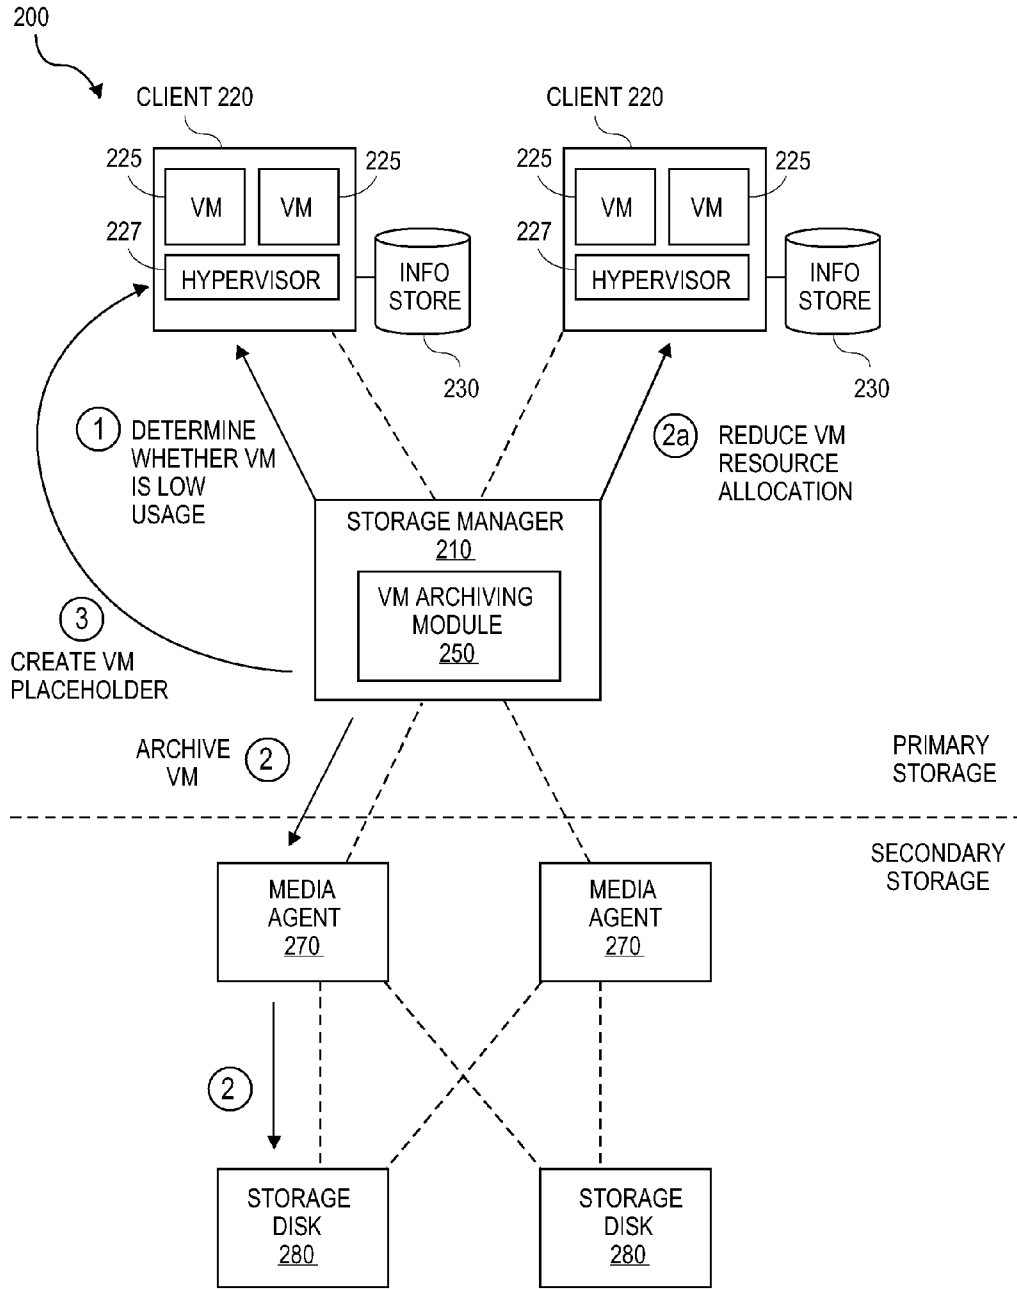 200
CLIENT 220
CLIENT 220
225
225
225
225
VM
VM
VM
VM
227
227
HYPERVISOR
HYPERVISOR
INFO
STORE
INFO
STORE
230
230
1
DETERMINE
WHETHER VM
IS LOW
USAGE
2a
REDUCE VM
RESOURCE
ALLOCATION
STORAGE MANAGER
210
VM ARCHIVING
MODULE
250
3
CREATE VM
PLACEHOLDER
ARCHIVE
VM
2
PRIMARY
STORAGE
SECONDARY
STORAGE
MEDIA
AGENT
270
MEDIA
AGENT
270
2
STORAGE
DISK
280
STORAGE
DISK
280